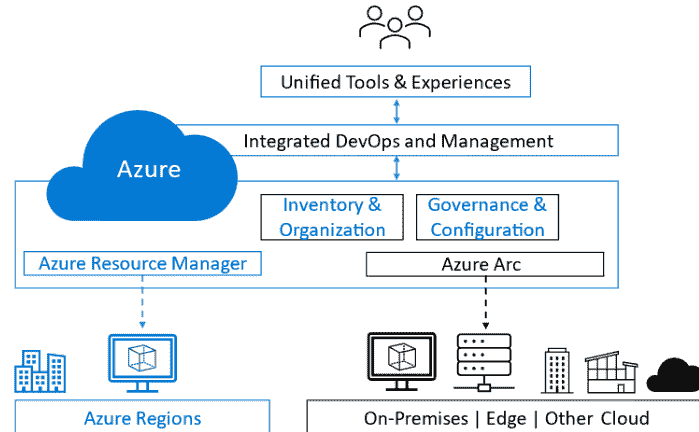 Unified Tools & Experiences
Integrated DevOps and Management
Azure
Inventory &
Organization
Governance &
Configuration
Azure Resource Manager
Azure Arc
Azure Regions
On-Premises | Edge | Other Cloud